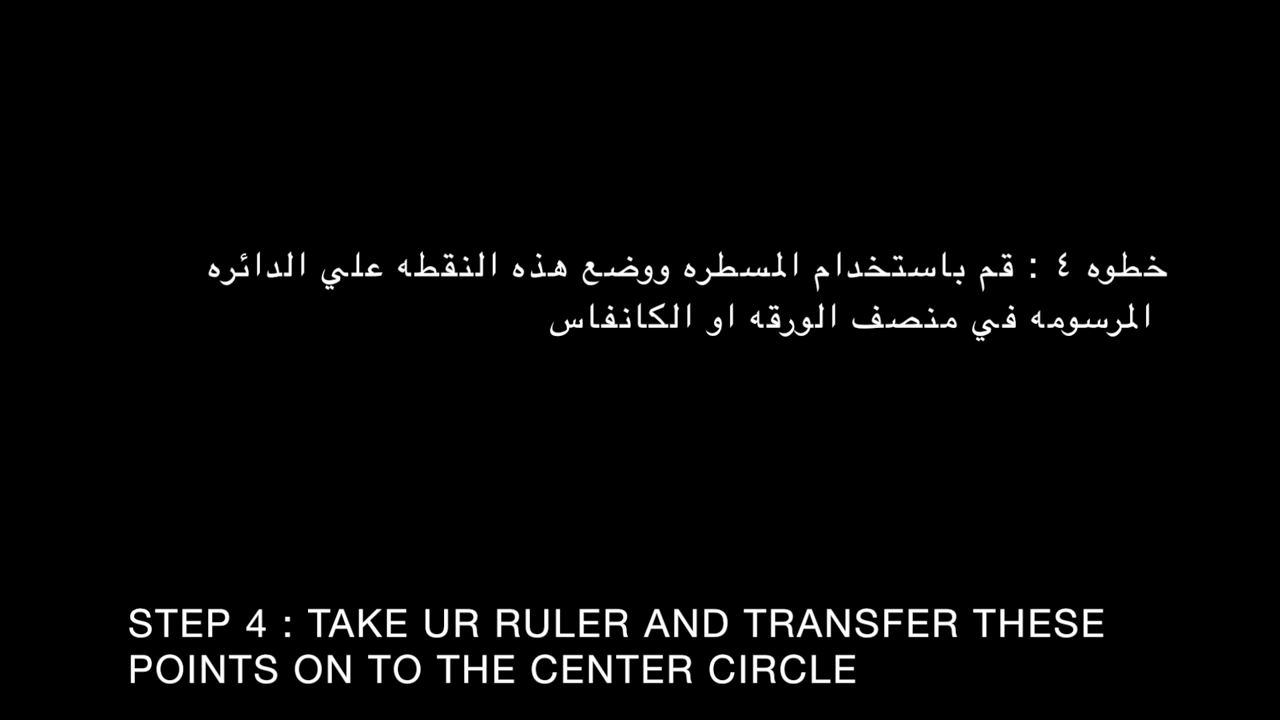 خطوه ٤ : قم باستخدام المسطره ووضع هذه النقطه علي الدائره
المرسومه في منصف الورقه او الكانفاس
STEP 4 : TAKE UR RULER AND TRANSFER THESE
POINTS ON TO THE CENTER CIRCLE